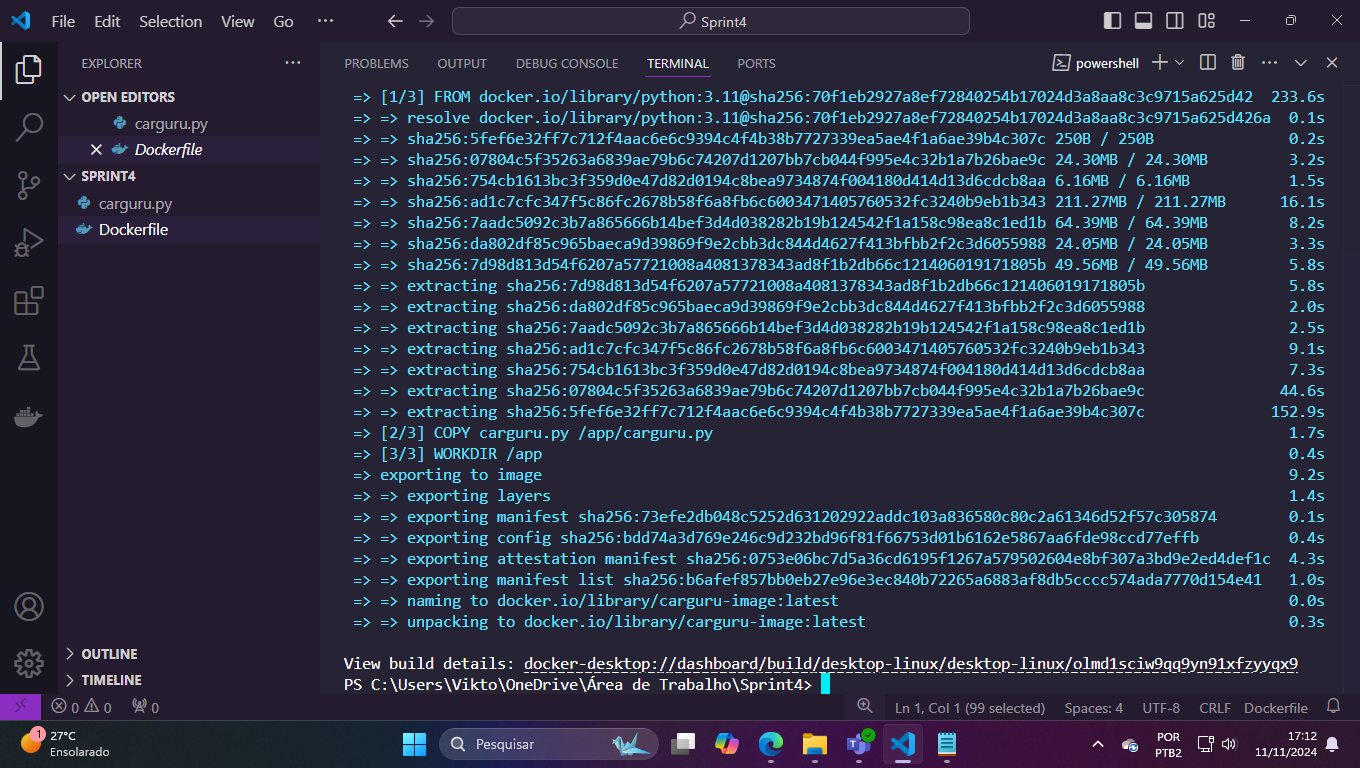 File Edit Selection View Go ···
Sprint4
EXPLORER
OPEN EDITORS
carguru.py
Dockerfile
SPRINT4
carguru.py
Dockerfile
OUTLINE
TIMELINE
PROBLEMS OUTPUT DEBUG CONSOLE TERMINAL PORTS
powershell
=> [1/3] FROM docker.io/library/python:3.11@sha256:70f1eb2927a8ef72840254b17024d3a8aa8c3c9715a625d42 233.6s
=> => resolve docker.io/library/python:3.11@sha256:70f1eb2927a8ef72840254b17024d3a8aa8c3c9715a625d426a 0.1s
=> => sha256:5fef6e32ff7c712f4aac6e6c9394c4f4b38b7727339ea5ae4f1a6ae39b4c307c 250B / 250B 0.2s
=> => sha256:07804c5f35263a6839ae79b6c74207d1207bb7cb044f995e4c32b1a7b26bae9c 24.30MB / 24.30MB 3.2s
=> => sha256:754cb1613bc3f359d0e47d82d0194c8bea9734874f004180d414d13d6cdcb8aa 6.16MB / 6.16MB 1.5s
=> => sha256:ad1c7cfc347f5c86fc2678b58f6a8fb6c6003471405760532fc3240b9eb1b343 211.27MB / 211.27MB 16.1s
=> => sha256:7aadc5092c3b7a865666b14bef3d4d038282b19b124542f1a158c98ea8c1ed1b 64.39MB / 64.39MB 8.2s
=> => sha256:da802df85c965baeca9d39869f9e2cbb3dc844d4627f413bfbb2f2c3d6055988 24.05MB / 24.05MB 3.3s
=> => sha256:7d98d813d54f6207a57721008a4081378343ad8f1b2db66c121406019171805b 49.56MB / 49.56MB 5.8s
=> => extracting sha256:7d98d813d54f6207a57721008a4081378343ad8f1b2db66c121406019171805b 5.8s
=> => extracting sha256:da802df85c965baeca9d39869f9e2cbb3dc844d4627f413bfbb2f2c3d6055988 2.0s
=> => extracting sha256:7aadc5092c3b7a865666b14bef3d4d038282b19b124542f1a158c98ea8c1ed1b 2.5s
=> => extracting sha256:ad1c7cfc347f5c86fc2678b58f6a8fb6c6003471405760532fc3240b9eb1b343 9.1s
=> => extracting sha256:754cb1613bc3f359d0e47d82d0194c8bea9734874f004180d414d13d6cdcb8aa 7.3s
=> => extracting sha256:07804c5f35263a6839ae79b6c74207d1207bb7cb044f995e4c32b1a7b26bae9c 44.6s
=> => extracting sha256:5fef6e32ff7c712f4aac6e6c9394c4f4b38b7727339ea5ae4f1a6ae39b4c307c 152.9s
=> [2/3] COPY carguru.py /app/carguru.py 1.7s
=> [3/3] WORKDIR /app 0.4s
=> exporting to image 9.2s
=> => exporting layers 1.4s
=> => exporting manifest sha256:73efe2db048c5252d631202922addc103a836580c80c2a61346d52f57c305874 0.1s
=> => exporting config sha256:bdd74a3d769e246c9d232bd96f81f66753d01b6162e5867aa6fde98ccd77effb 0.4s
=> => exporting attestation manifest sha256:0753e06bc7d5a36cd6195f1267a579502604e8bf307a3bd9e2ed4def1c 4.3s
=> => exporting manifest list sha256:b6afef857bb0eb27e96e3ec840b72265a6883af8db5cccc574ada7770d154e41 1.0s
=> => naming to docker.io/library/carguru-image:latest 0.0s
=> => unpacking to docker.io/library/carguru-image:latest 0.3s
View build details: docker-desktop://dashboard/build/desktop-linux/desktop-linux/olmd1sciw9qq9yn91xfzyyqx9
PS C:\Users\Vikto\OneDrive\Área de Trabalho\Sprint4>
0 0 0 Ln 1, Col 1 (99 selected) Spaces: 4 UTF-8 CRLF Dockerfile
1
27°C
Ensolarado
Pesquisar
POR
PTB2
17:12
11/11/2024